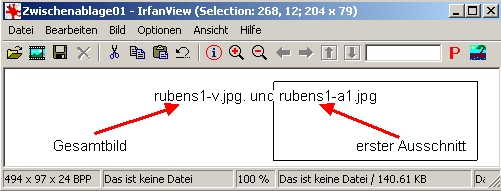 Zwischenablage01 - IrfanView (Selection: 268, 12; 204 x 79)
Datei Bearbeiten Bild Optionen Ansicht Hilfe
P ?
rubens1-v.jpg. und rubens1-a1.jpg
Gesamtbild erster Ausschnitt
494 x 97 x 24 BPP Das ist keine Datei 100 % Das ist keine Datei / 140.61 KB Da